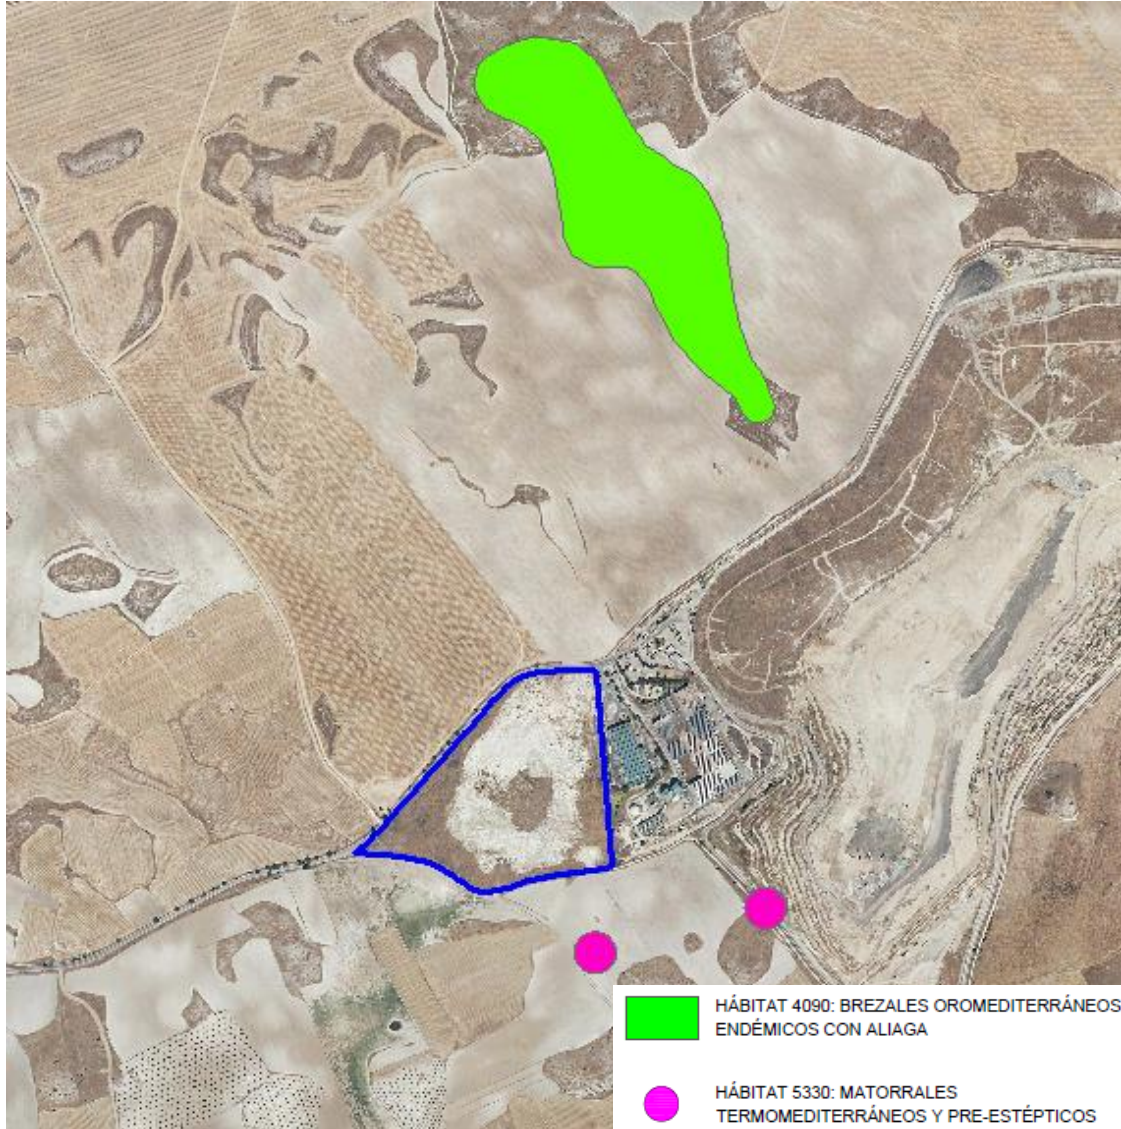 HÁBITAT 4090: BREZALES OROMEDITERRÁNEOS
ENDÉMICOS CON ALIAGA
HÁBITAT 5330: MATORRALES
TERMOMEDITERRÁNEOS Y PRE-ESTÉPTICOS